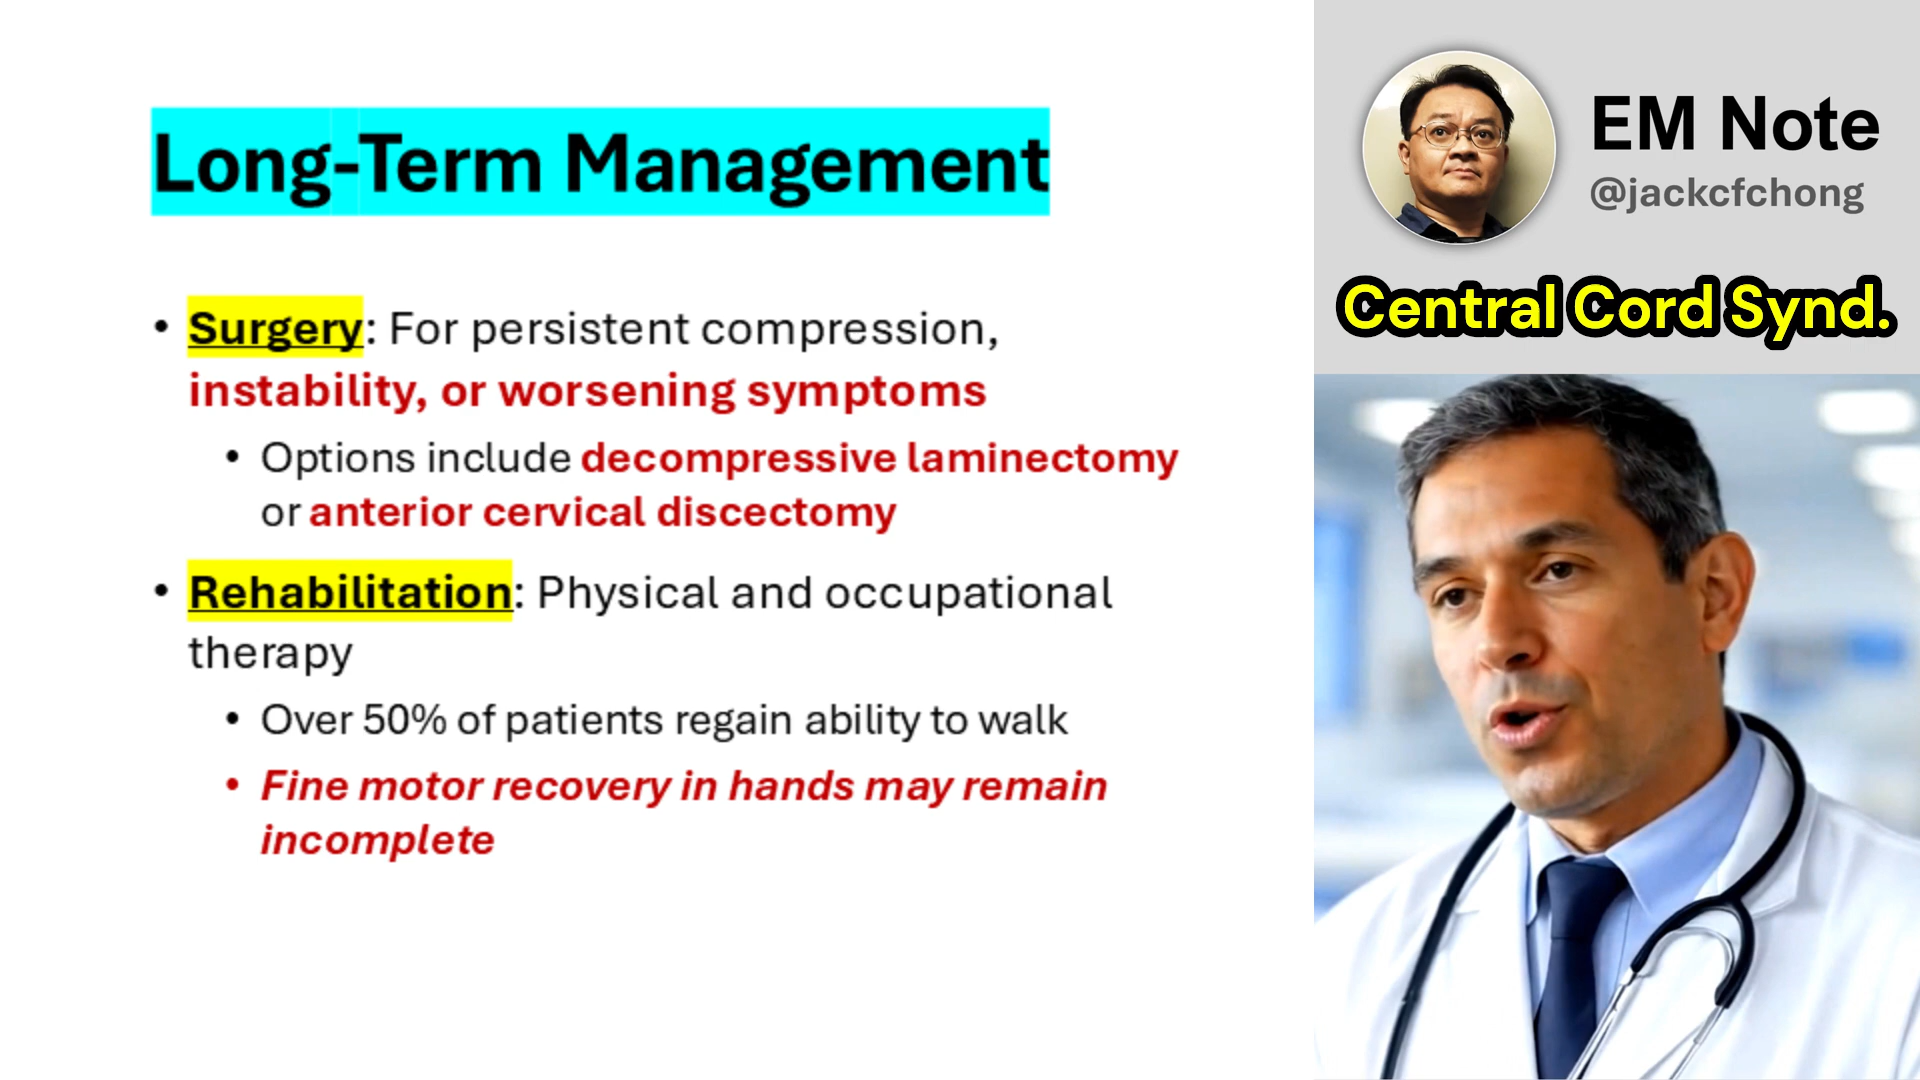 Long-Term Management
• Surgery: For persistent compression,
instability, or worsening symptoms
• Options include decompressive laminectomy
or anterior cervical discectomy
• Rehabilitation: Physical and occupational
therapy
• Over 50% of patients regain ability to walk
• Fine motor recovery in hands may remain
incomplete
EM Note
@jackcfchong
Central Cord Synd.